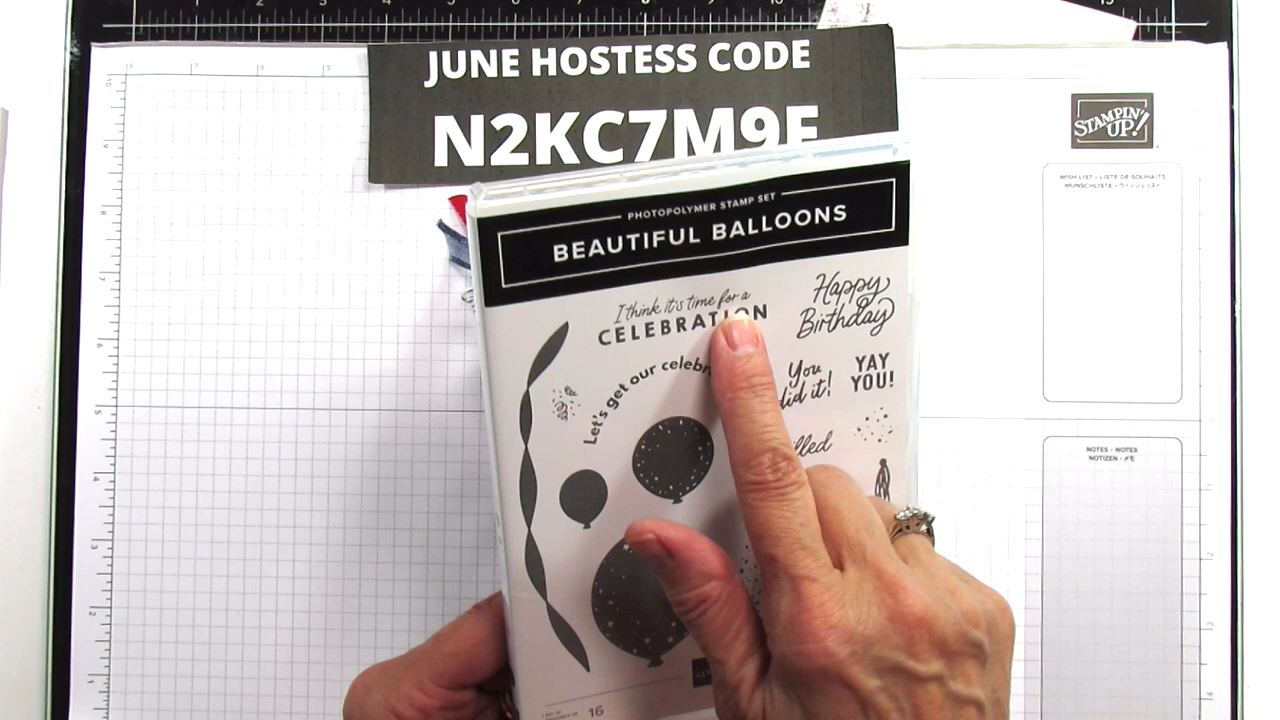 JUNE HOSTESS CODE
N2KC7M9F
STAMPIN' UP!
WISH LIST • LISTE DE SOUHAITS
WUNSCHLISTE • ウィッシュリスト
PHOTOPOLYMER STAMP SET
BEAUTIFUL BALLOONS
I think it's time for a
CELEBRATION
Happy
Birthday
Let's get our celebr
You
did it!
YAY
YOU!
NOTES • NOTES
NOTIZEN • メモ
16